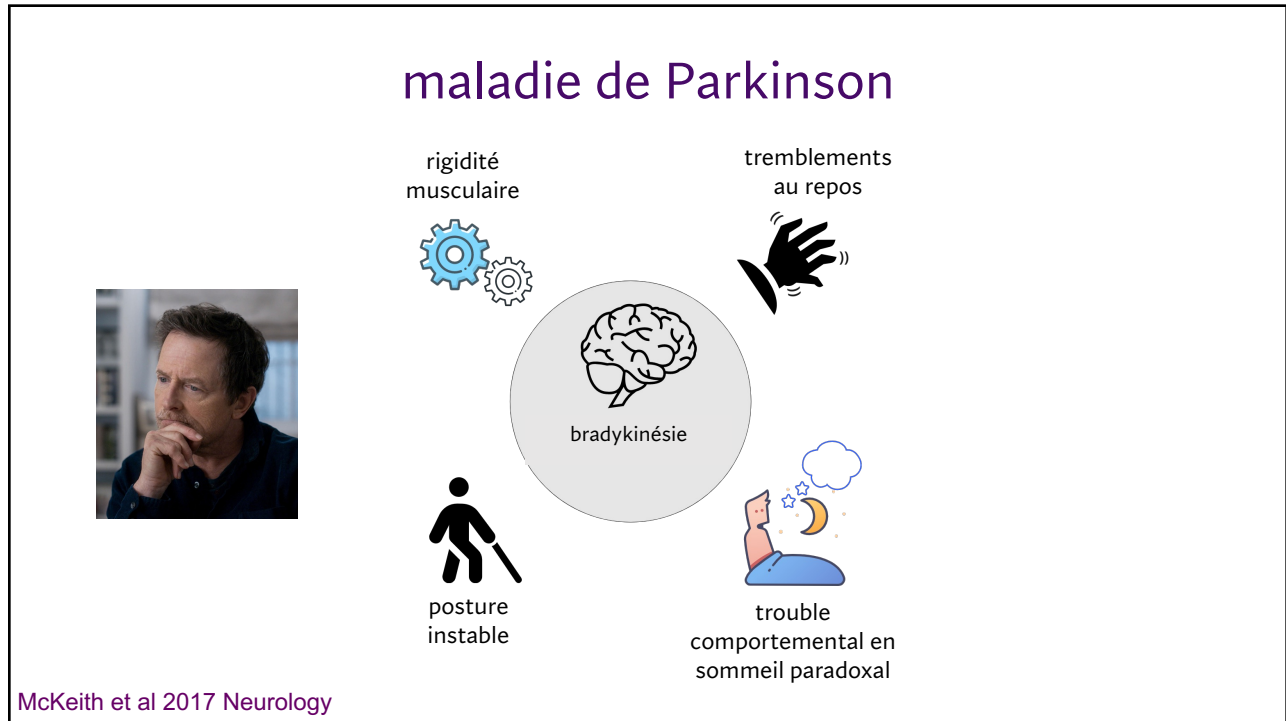 maladie de Parkinson
rigidité
musculaire
tremblements
au repos
bradykinésie
posture
instable
trouble
comportemental en
sommeil paradoxal
McKeith et al 2017 Neurology